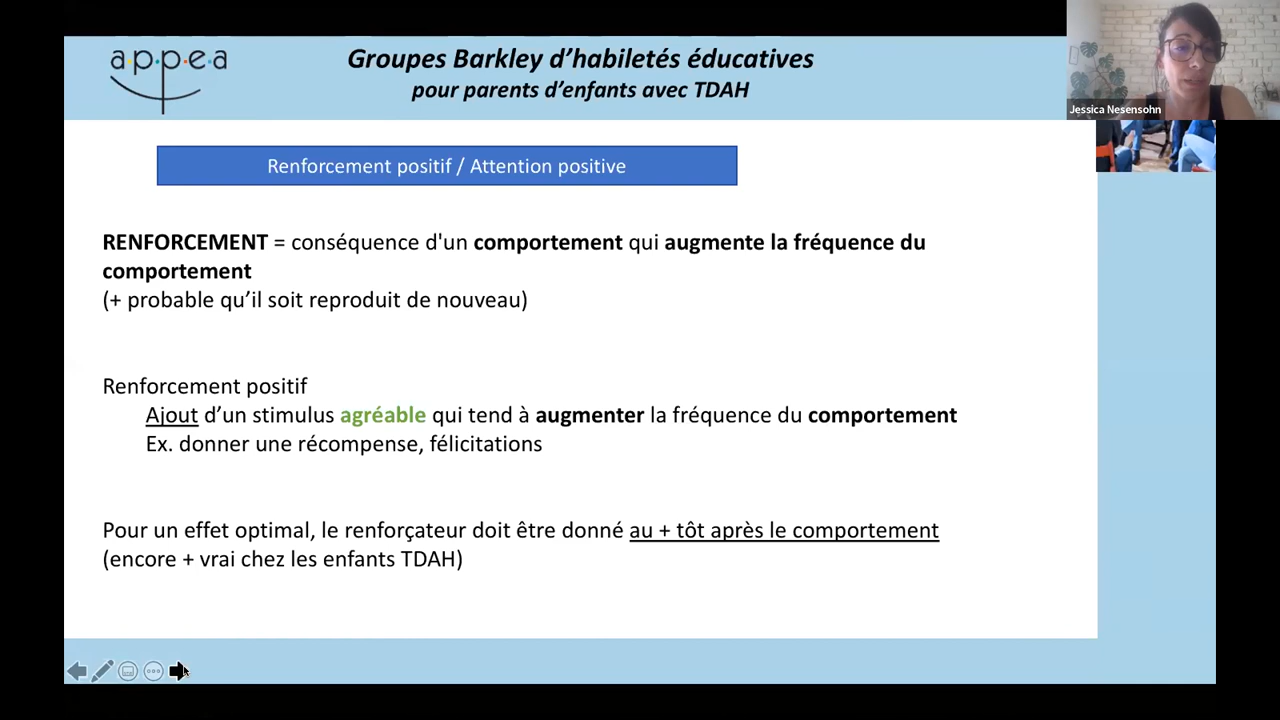 a·p·p·e·a
Groupes Barkley d’habiletés éducatives
pour parents d’enfants avec TDAH
Jessica Nesensohn
Renforcement positif / Attention positive
RENFORCEMENT = conséquence d'un comportement qui augmente la fréquence du
comportement
(+ probable qu’il soit reproduit de nouveau)
Renforcement positif
Ajout d’un stimulus agréable qui tend à augmenter la fréquence du comportement
Ex. donner une récompense, félicitations
Pour un effet optimal, le renforçateur doit être donné au + tôt après le comportement
(encore + vrai chez les enfants TDAH)